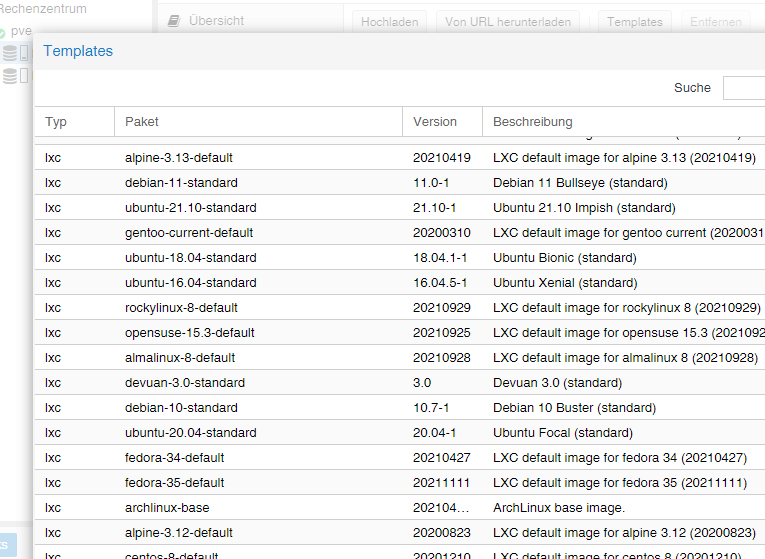 Rechenzentrum
pve
Übersicht
Hochladen
Von URL herunterladen
Templates
Entfernen
Templates
Suche
Typ Paket Version Beschreibung
lxc alpine-3.13-default 20210419 LXC default image for alpine 3.13 (20210419)
lxc debian-11-standard 11.0-1 Debian 11 Bullseye (standard)
lxc ubuntu-21.10-standard 21.10-1 Ubuntu 21.10 Impish (standard)
lxc gentoo-current-default 20200310 LXC default image for gentoo current (2020031
lxc ubuntu-18.04-standard 18.04.1-1 Ubuntu Bionic (standard)
lxc ubuntu-16.04-standard 16.04.5-1 Ubuntu Xenial (standard)
lxc rockylinux-8-default 20210929 LXC default image for rockylinux 8 (20210929)
lxc opensuse-15.3-default 20210925 LXC default image for opensuse 15.3 (2021092
lxc almalinux-8-default 20210928 LXC default image for almalinux 8 (20210928)
lxc devuan-3.0-standard 3.0 Devuan 3.0 (standard)
lxc debian-10-standard 10.7-1 Debian 10 Buster (standard)
lxc ubuntu-20.04-standard 20.04-1 Ubuntu Focal (standard)
lxc fedora-34-default 20210427 LXC default image for fedora 34 (20210427)
lxc fedora-35-default 20211111 LXC default image for fedora 35 (20211111)
lxc archlinux-base 202104... ArchLinux base image.
lxc alpine-3.12-default 20200823 LXC default image for alpine 3.12 (20200823)
lxc centos-8-default 20201210 LXC default image for centos 8 (20201210)